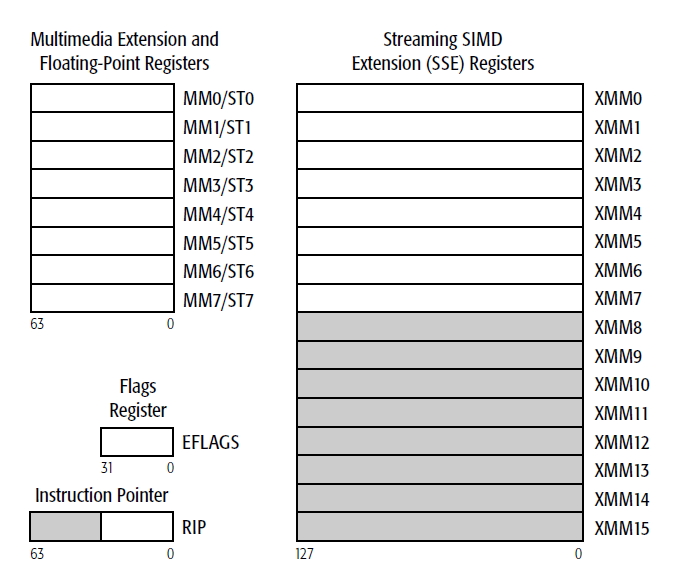 Multimedia Extension and
Floating-Point Registers
MM0/ST0
MM1/ST1
MM2/ST2
MM3/ST3
MM4/ST4
MM5/ST5
MM6/ST6
MM7/ST7
63 0
Flags
Register
EFLAGS
31 0
Instruction Pointer
RIP
63 0
Streaming SIMD
Extension (SSE) Registers
XMM0
XMM1
XMM2
XMM3
XMM4
XMM5
XMM6
XMM7
XMM8
XMM9
XMM10
XMM11
XMM12
XMM13
XMM14
XMM15
127 0